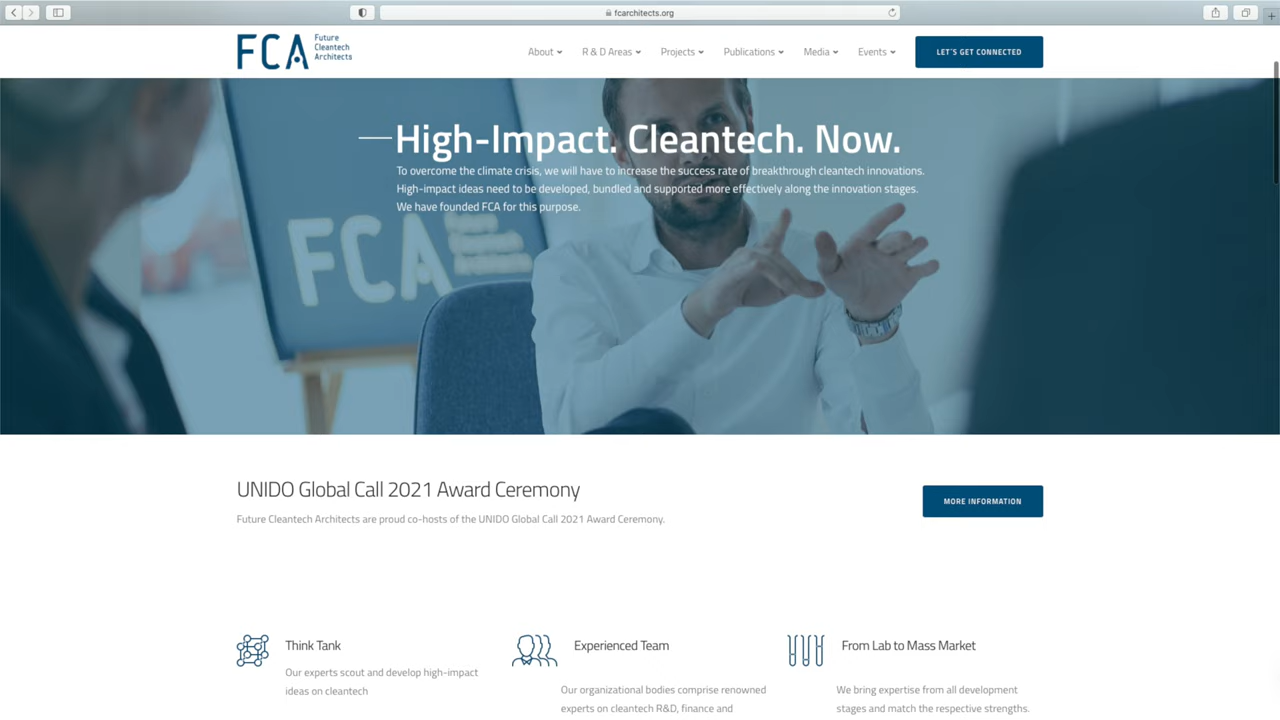 fcarchitects.org
FCA Future
Cleantech
Architects
About
R & D Areas
Projects
Publications
Media
Events
LET'S GET CONNECTED
High-Impact. Cleantech. Now.
To overcome the climate crisis, we will have to increase the success rate of breakthrough cleantech innovations.
High-impact ideas need to be developed, bundled and supported more effectively along the innovation stages.
We have founded FCA for this purpose.
FCA
UNIDO Global Call 2021 Award Ceremony
Future Cleantech Architects are proud co-hosts of the UNIDO Global Call 2021 Award Ceremony.
MORE INFORMATION
Think Tank
Our experts scout and develop high-impact
ideas on cleantech
Experienced Team
Our organizational bodies comprise renowned
experts on cleantech R&D, finance and
From Lab to Mass Market
We bring expertise from all development
stages and match the respective strengths.